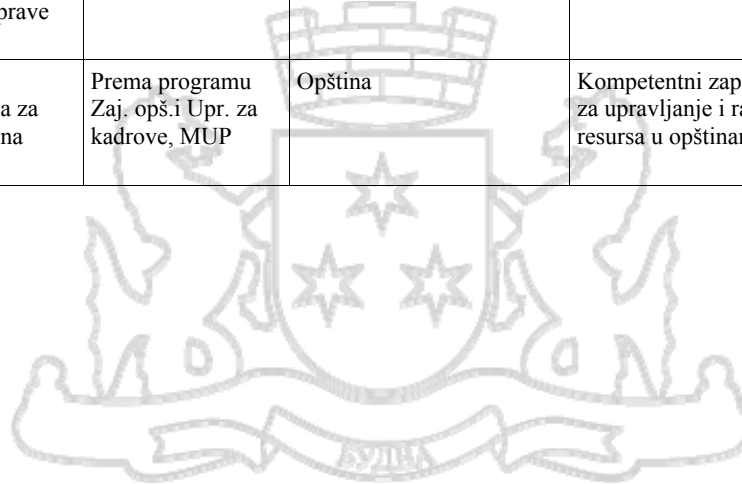 prave
a za
na
Prema programu
Zaj. opš.i Upr. za
kadrove, MUP
Opština
Kompetentni zap
za upravljanje i ra
resursa u opštinar
БУДВА